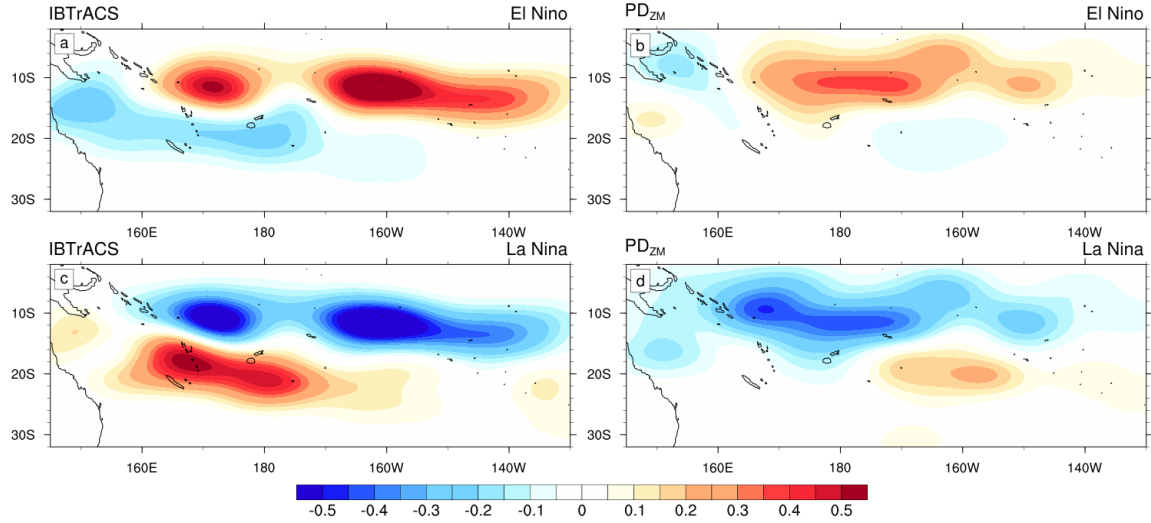 IBTrACS El Nino PD_ZM El Nino
a b
10S 10S
20S 20S
30S 30S
160E 180 160W 140W 160E 180 160W 140W
IBTrACS La Nina PD_ZM La Nina
c d
10S 10S
20S 20S
30S 30S
160E 180 160W 140W 160E 180 160W 140W
-0.5 -0.4 -0.3 -0.2 -0.1 0 0.1 0.2 0.3 0.4 0.5